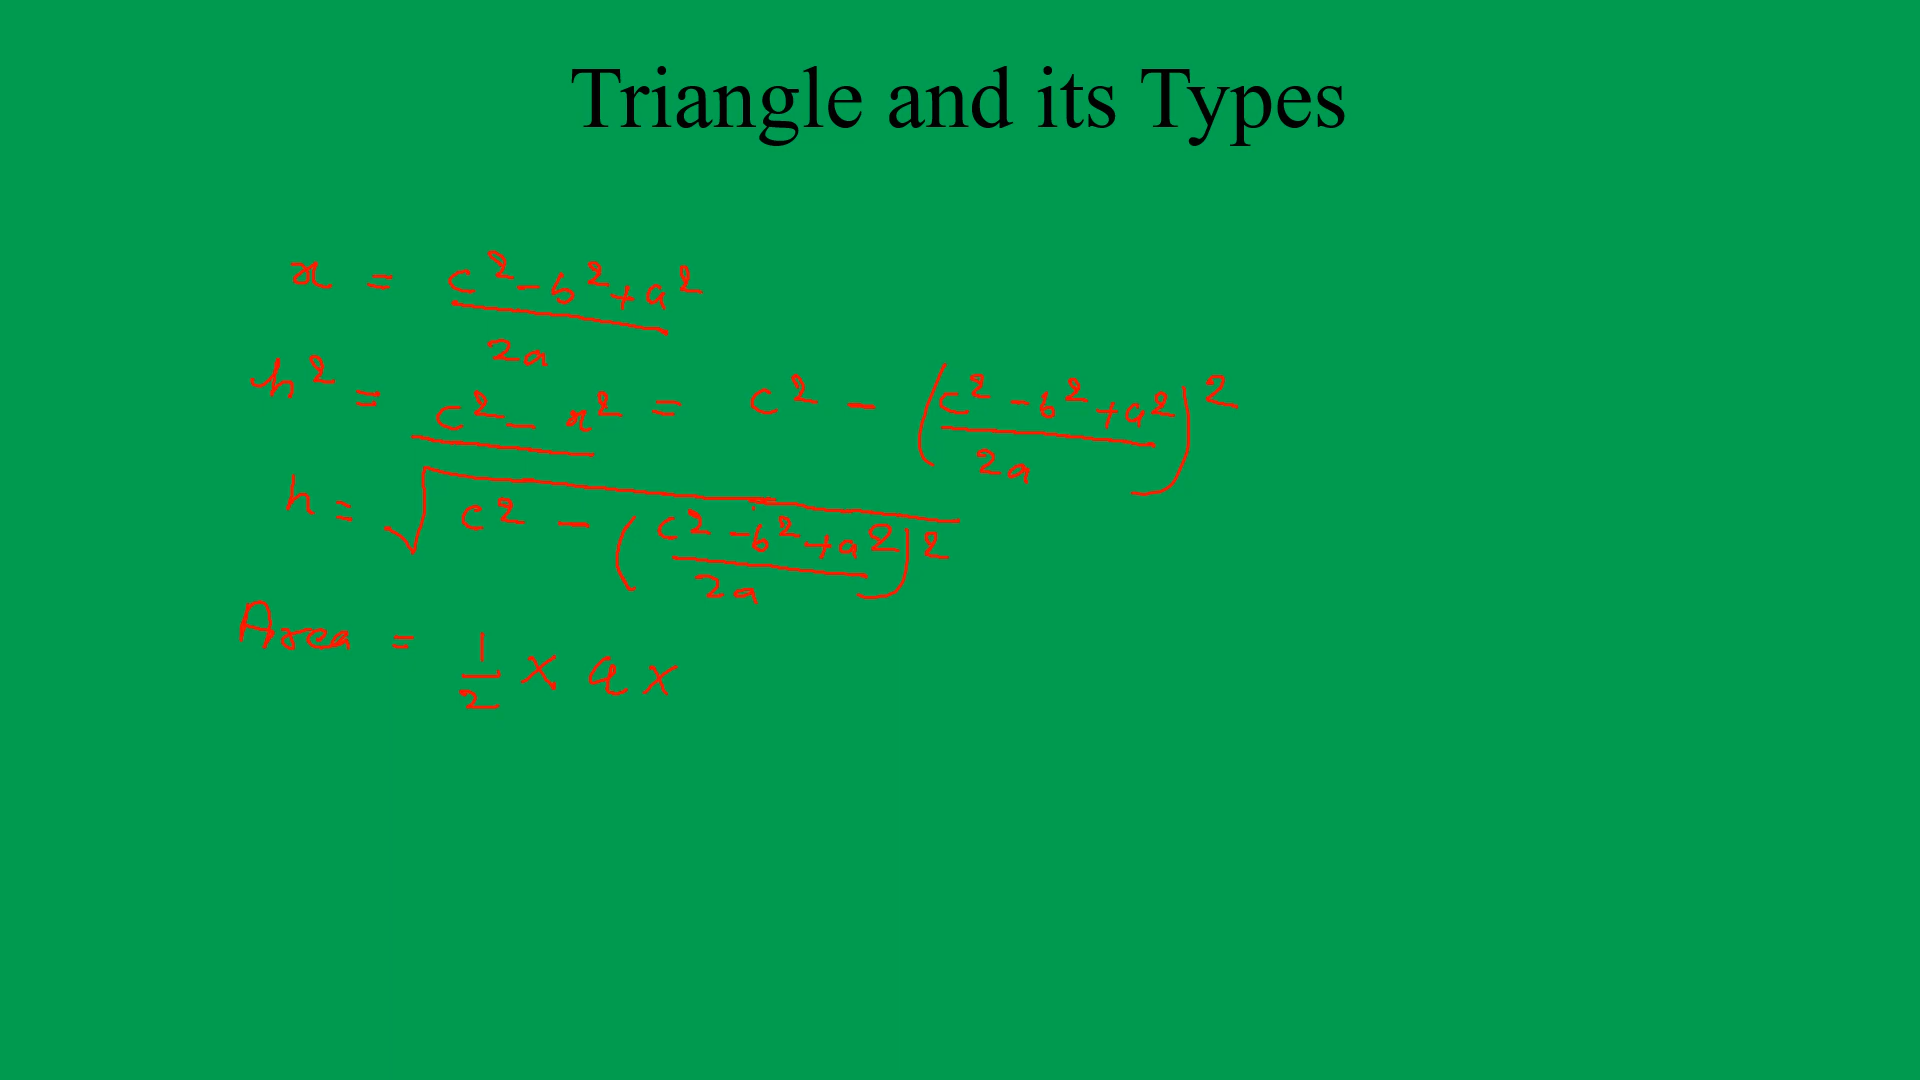 Triangle and its Types
x = c²-b²+a² / 2a
h² = c² - x² = c² - (c²-b²+a² / 2a)²
h = √c² - (c²-b²+a² / 2a)²
Area = 1/2 × a ×